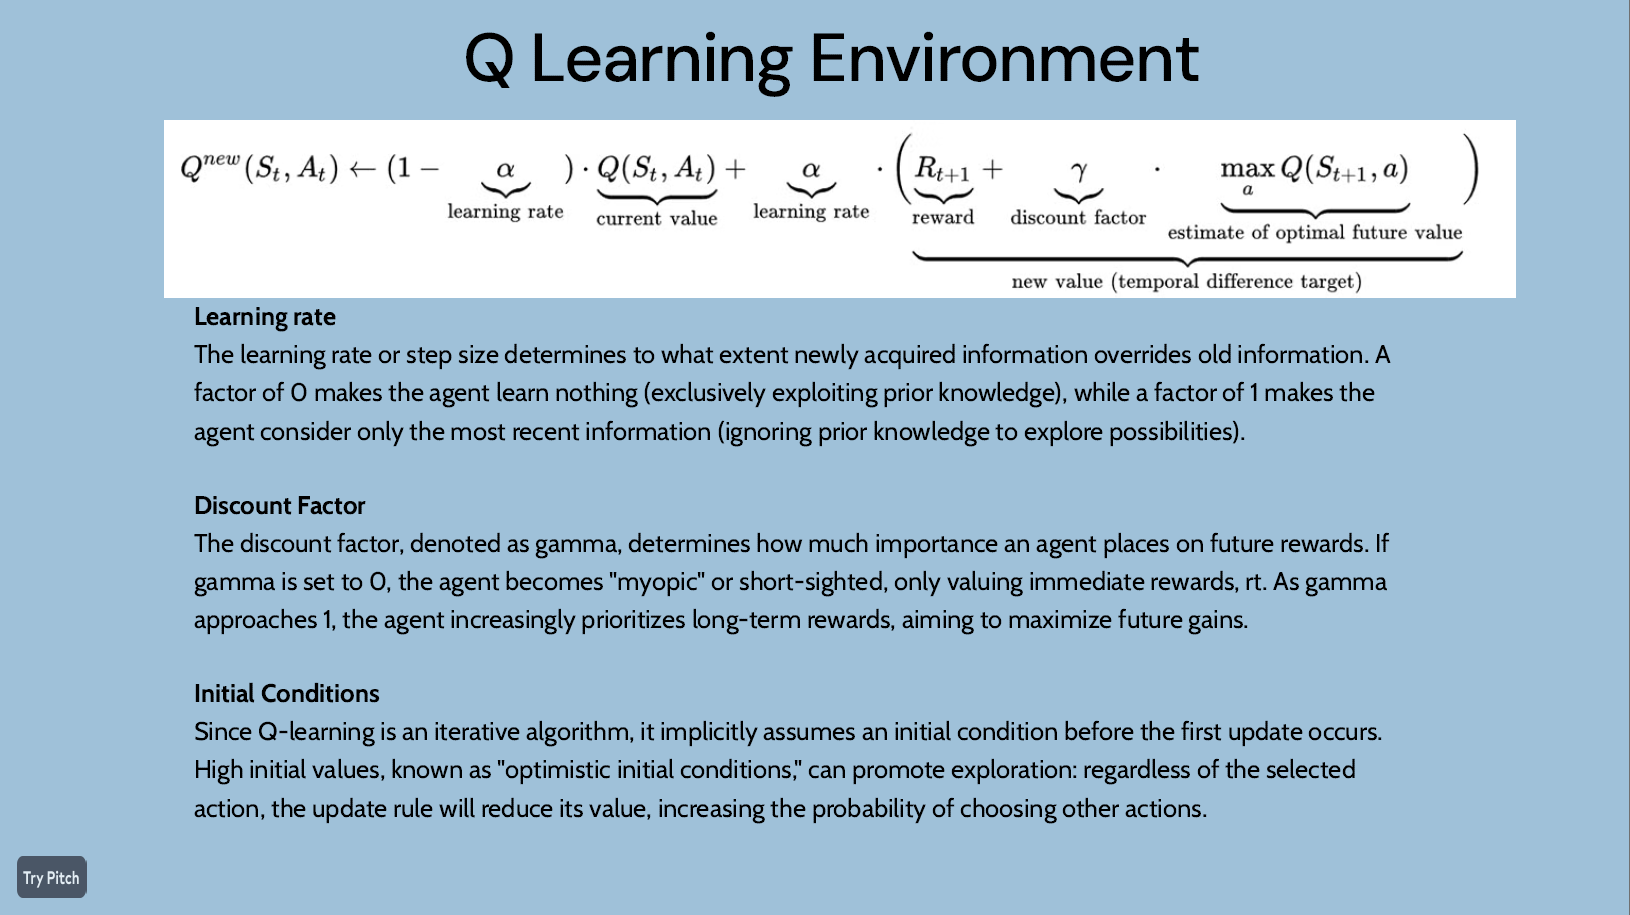 Q Learning Environment
Q^{new}(S_t, A_t) ← (1 − α) · Q(S_t, A_t) + α · (R_{t+1} + γ · max_a Q(S_{t+1}, a))
learning rate current value learning rate reward discount factor
estimate of optimal future value
new value (temporal difference target)
Learning rate
The learning rate or step size determines to what extent newly acquired information overrides old information. A
factor of 0 makes the agent learn nothing (exclusively exploiting prior knowledge), while a factor of 1 makes the
agent consider only the most recent information (ignoring prior knowledge to explore possibilities).
Discount Factor
The discount factor, denoted as gamma, determines how much importance an agent places on future rewards. If
gamma is set to 0, the agent becomes "myopic" or short-sighted, only valuing immediate rewards, rt. As gamma
approaches 1, the agent increasingly prioritizes long-term rewards, aiming to maximize future gains.
Initial Conditions
Since Q-learning is an iterative algorithm, it implicitly assumes an initial condition before the first update occurs.
High initial values, known as "optimistic initial conditions," can promote exploration: regardless of the selected
action, the update rule will reduce its value, increasing the probability of choosing other actions.
Try Pitch